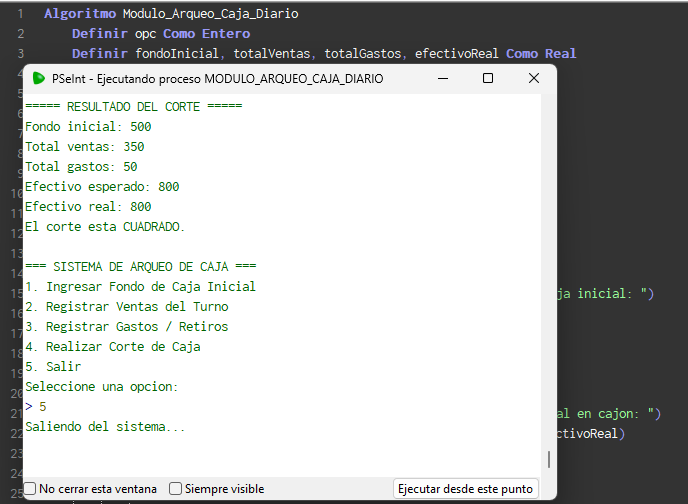 1 Algoritmo Modulo_Arqueo_Caja_Diario
2 Definir opc Como Entero
3 Definir fondoInicial, totalVentas, totalGastos, efectivoReal Como Real
PSeInt - Ejecutando proceso MODULO_ARQUEO_CAJA_DIARIO
===== RESULTADO DEL CORTE =====
Fondo inicial: 500
Total ventas: 350
Total gastos: 50
Efectivo esperado: 800
Efectivo real: 800
El corte esta CUADRADO.
=== SISTEMA DE ARQUEO DE CAJA ===
1. Ingresar Fondo de Caja Inicial
15 ja inicial: ")
2. Registrar Ventas del Turno
3. Registrar Gastos / Retiros
4. Realizar Corte de Caja
5. Salir
Seleccione una opcion:
> 5
21 al en cajon: ")
Saliendo del sistema...
22 ctivoReal)
No cerrar esta ventana Siempre visible Ejecutar desde este punto